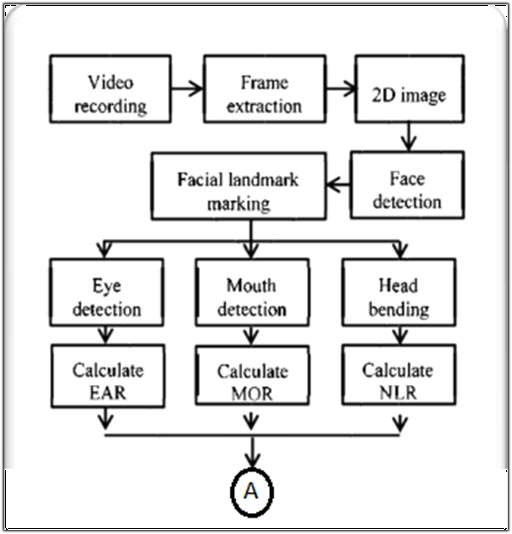 Video
recording
Frame
extraction
2D image
Facial landmark
marking
Face
detection
Eye
detection
Mouth
detection
Head
bending
Calculate
EAR
Calculate
MOR
Calculate
NLR
A